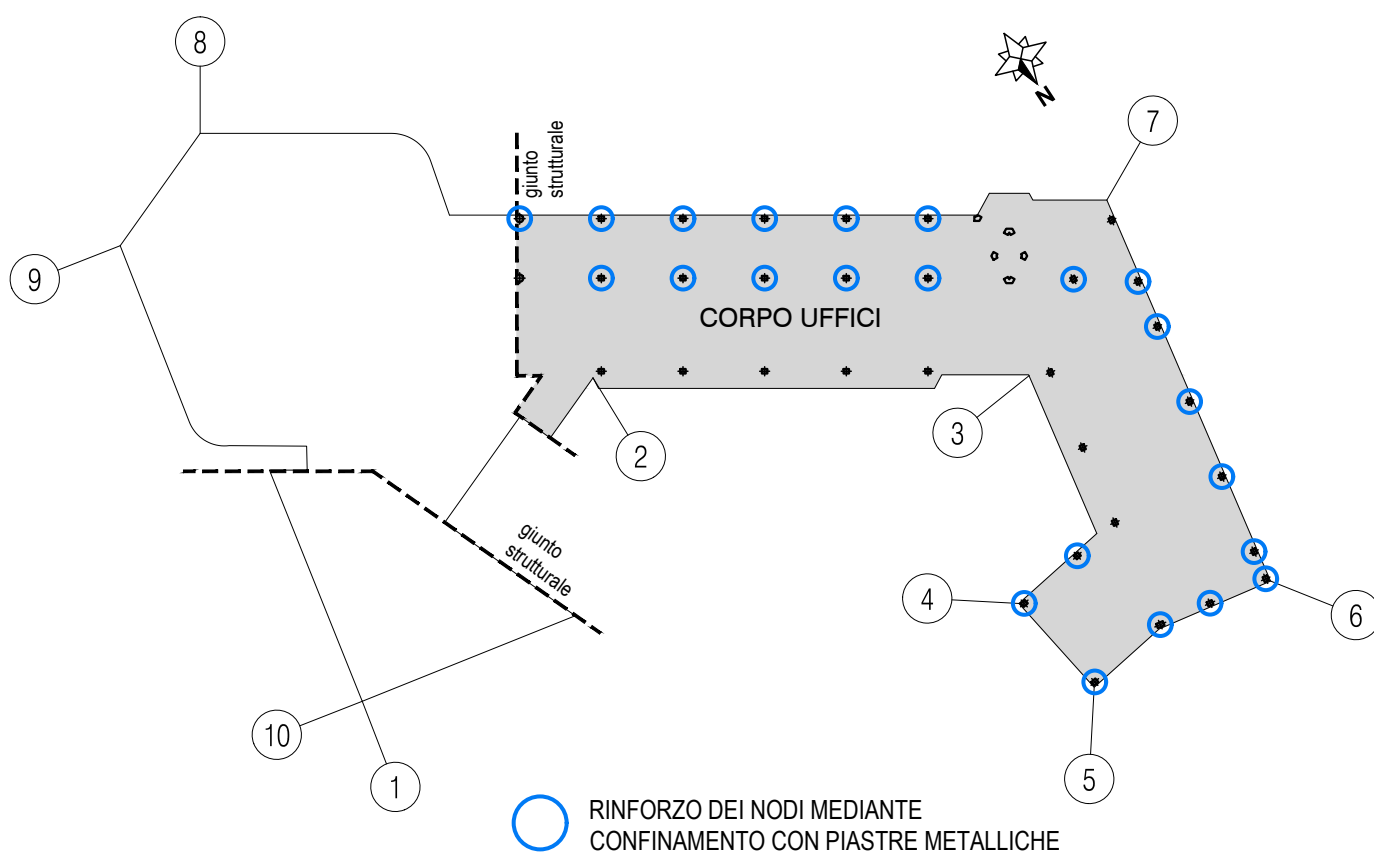 8
N
7
giunto
strutturale
9
CORPO UFFICI
3
2
giunto
strutturale
4
6
10
5
1
RINFORZO DEI NODI MEDIANTE
CONFINAMENTO CON PIASTRE METALLICHE